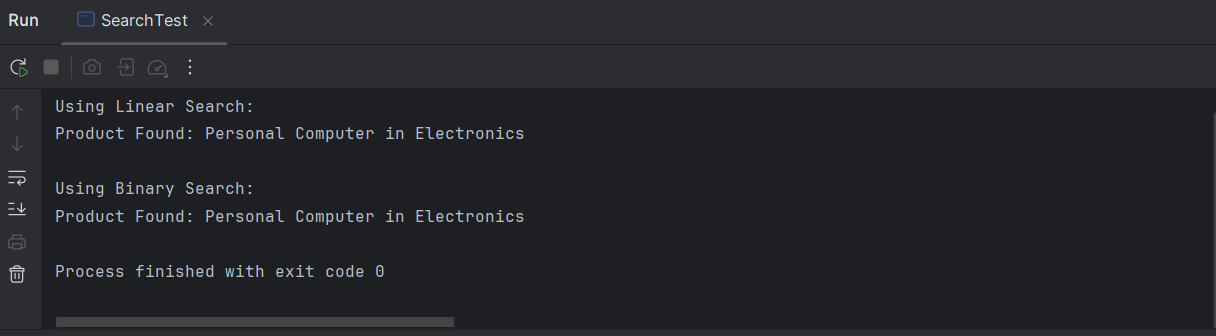 Run
SearchTest
Using Linear Search:
Product Found: Personal Computer in Electronics
Using Binary Search:
Product Found: Personal Computer in Electronics
Process finished with exit code 0